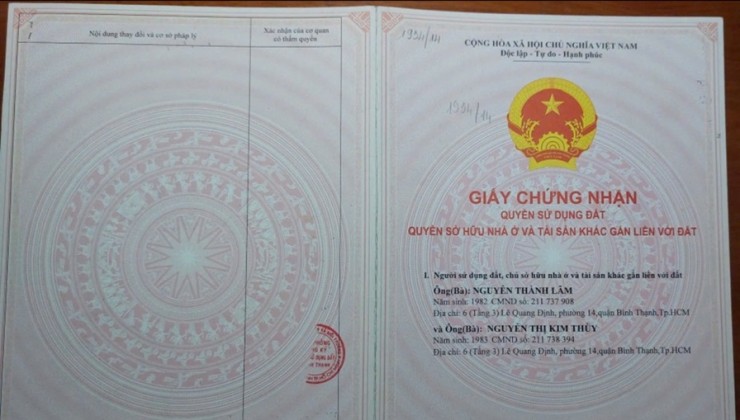 Nội dung thay đổi và cơ sở pháp lý
Xác nhận của cơ quan
có thẩm quyền
1954/14
CỘNG HÒA XÃ HỘI CHỦ NGHĨA VIỆT NAM
Độc lập - Tự do - Hạnh phúc
1954/14
GIẤY CHỨNG NHẬN
QUYỀN SỬ DỤNG ĐẤT
QUYỀN SỞ HỮU NHÀ Ở VÀ TÀI SẢN KHÁC GẮN LIỀN VỚI ĐẤT
I. Người sử dụng đất, chủ sở hữu nhà ở và tài sản khác gắn liền với đất
Ông(Bà): NGUYỄN THÀNH LÂM
Năm sinh: 1982 CMND số: 211 737 908
Địa chỉ: 6 (Tầng 3) Lê Quang Định, phường 14,quận Bình Thạnh,Tp.HCM
và Ông(Bà): NGUYỄN THỊ KIM THỦY
Năm sinh: 1983 CMND số: 211 738 394
Địa chỉ: 6 (Tầng 3) Lê Quang Định, phường 14,quận Bình Thạnh,Tp.HCM